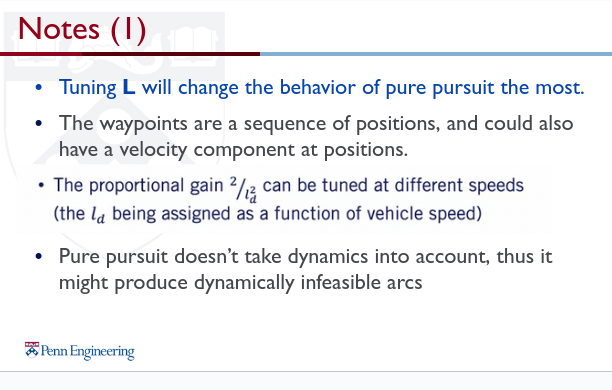 Notes (1)
• Tuning L will change the behavior of pure pursuit the most.
• The waypoints are a sequence of positions, and could also
have a velocity component at positions.
• The proportional gain 2/l_d^2 can be tuned at different speeds
(the l_d being assigned as a function of vehicle speed)
• Pure pursuit doesn't take dynamics into account, thus it
might produce dynamically infeasible arcs
Penn Engineering